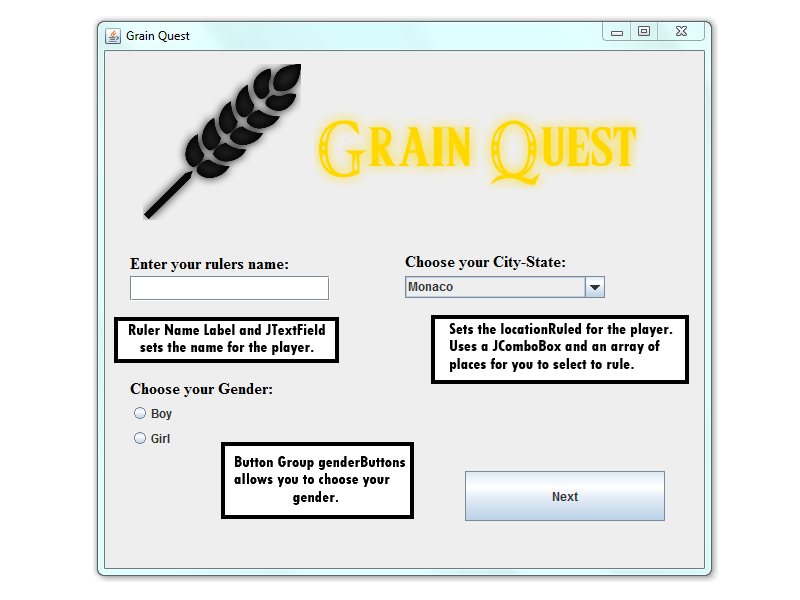 Grain Quest
Grain Quest
Enter your rulers name:
Choose your City-State:
Monaco
Ruler Name Label and JTextField
sets the name for the player.
Sets the locationRuled for the player.
Uses a JComboBox and an array of
places for you to select to rule.
Choose your Gender:
Boy
Girl
Button Group genderButtons
allows you to choose your
gender.
Next